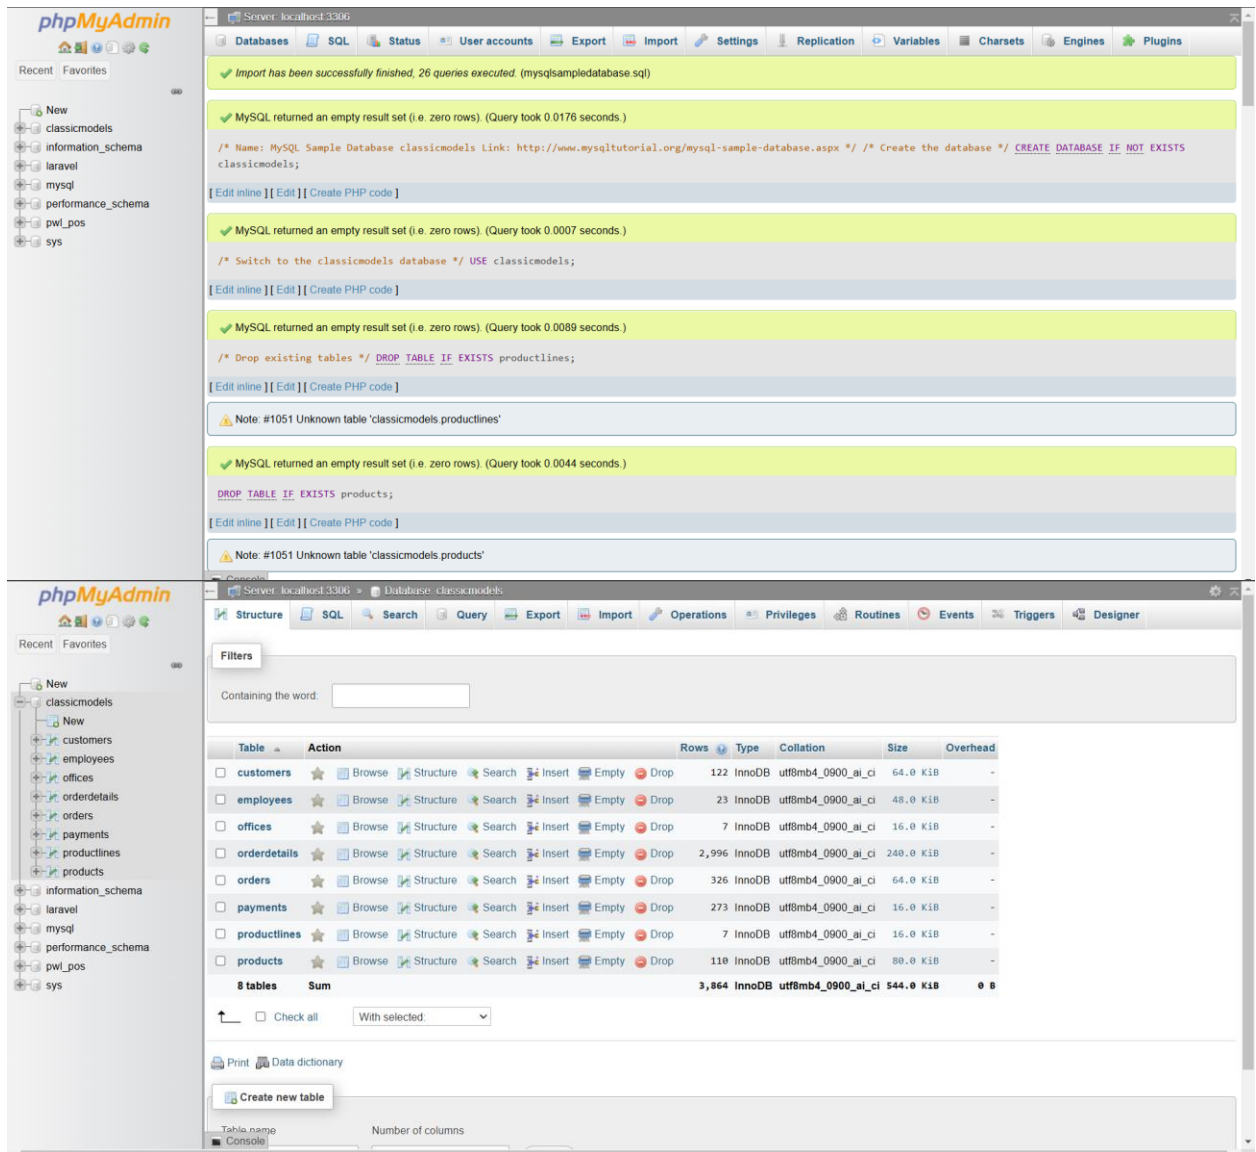 phpMyAdmin
Recent Favorites
New
classicmodels
information_schema
laravel
mysql
performance_schema
pwl_pos
sys
Server: localhost:3306
Databases SQL Status User accounts Export Import Settings Replication Variables Charsets Engines Plugins
Import has been successfully finished, 26 queries executed. (mysqlsampledatabase.sql)
MySQL returned an empty result set (i.e. zero rows). (Query took 0.0176 seconds.)
/* Name: MySQL Sample Database classicmodels Link: http://www.mysqltutorial.org/mysql-sample-database.aspx */ /* Create the database */ CREATE DATABASE IF NOT EXISTS
classicmodels;
[ Edit inline ] [ Edit ] [ Create PHP code ]
MySQL returned an empty result set (i.e. zero rows). (Query took 0.0007 seconds.)
/* Switch to the classicmodels database */ USE classicmodels;
[ Edit inline ] [ Edit ] [ Create PHP code ]
MySQL returned an empty result set (i.e. zero rows). (Query took 0.0089 seconds.)
/* Drop existing tables */ DROP TABLE IF EXISTS productlines;
[ Edit inline ] [ Edit ] [ Create PHP code ]
Note: #1051 Unknown table 'classicmodels.productlines'
MySQL returned an empty result set (i.e. zero rows). (Query took 0.0044 seconds.)
DROP TABLE IF EXISTS products;
[ Edit inline ] [ Edit ] [ Create PHP code ]
Note: #1051 Unknown table 'classicmodels.products'
Console
phpMyAdmin
Recent Favorites
New
classicmodels
New
customers
employees
offices
orderdetails
orders
payments
productlines
products
information_schema
laravel
mysql
performance_schema
pwl_pos
sys
Server: localhost:3306 » Database: classicmodels
Structure SQL Search Query Export Import Operations Privileges Routines Events Triggers Designer
Filters
Containing the word:
Table Action Rows Type Collation Size Overhead
customers Browse Structure Search Insert Empty Drop 122 InnoDB utf8mb4_0900_ai_ci 64.0 KiB -
employees Browse Structure Search Insert Empty Drop 23 InnoDB utf8mb4_0900_ai_ci 48.0 KiB -
offices Browse Structure Search Insert Empty Drop 7 InnoDB utf8mb4_0900_ai_ci 16.0 KiB -
orderdetails Browse Structure Search Insert Empty Drop 2,996 InnoDB utf8mb4_0900_ai_ci 240.0 KiB -
orders Browse Structure Search Insert Empty Drop 326 InnoDB utf8mb4_0900_ai_ci 64.0 KiB -
payments Browse Structure Search Insert Empty Drop 273 InnoDB utf8mb4_0900_ai_ci 16.0 KiB -
productlines Browse Structure Search Insert Empty Drop 7 InnoDB utf8mb4_0900_ai_ci 16.0 KiB -
products Browse Structure Search Insert Empty Drop 110 InnoDB utf8mb4_0900_ai_ci 80.0 KiB -
8 tables Sum 3,864 InnoDB utf8mb4_0900_ai_ci 544.0 KiB 0 B
Check all With selected:
Print Data dictionary
Create new table
Table name Number of columns
Console